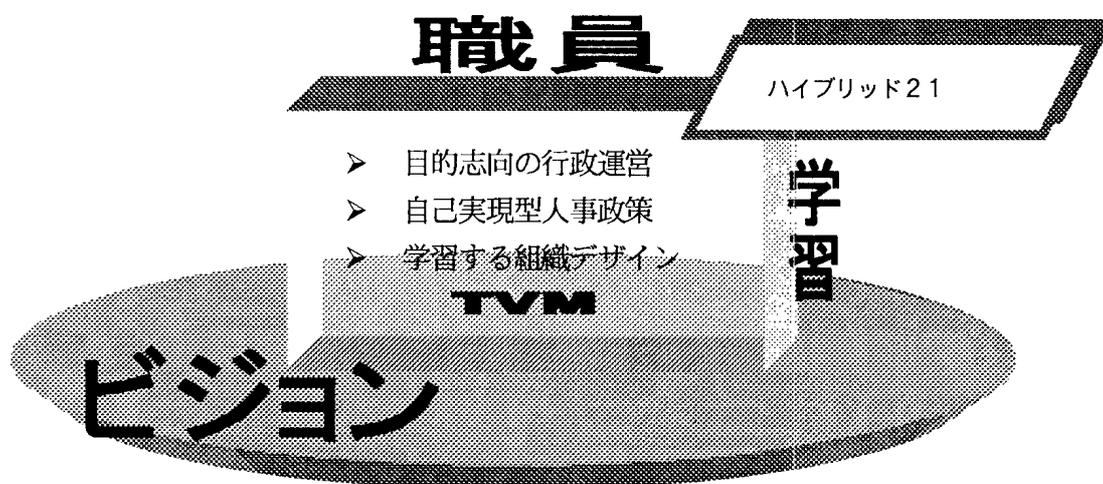 職員
ハイブリッド21
➢ 目的志向の行政運営
➢ 自己実現型人事政策
➢ 学習する組織デザイン
学習
TVM
ビジョン